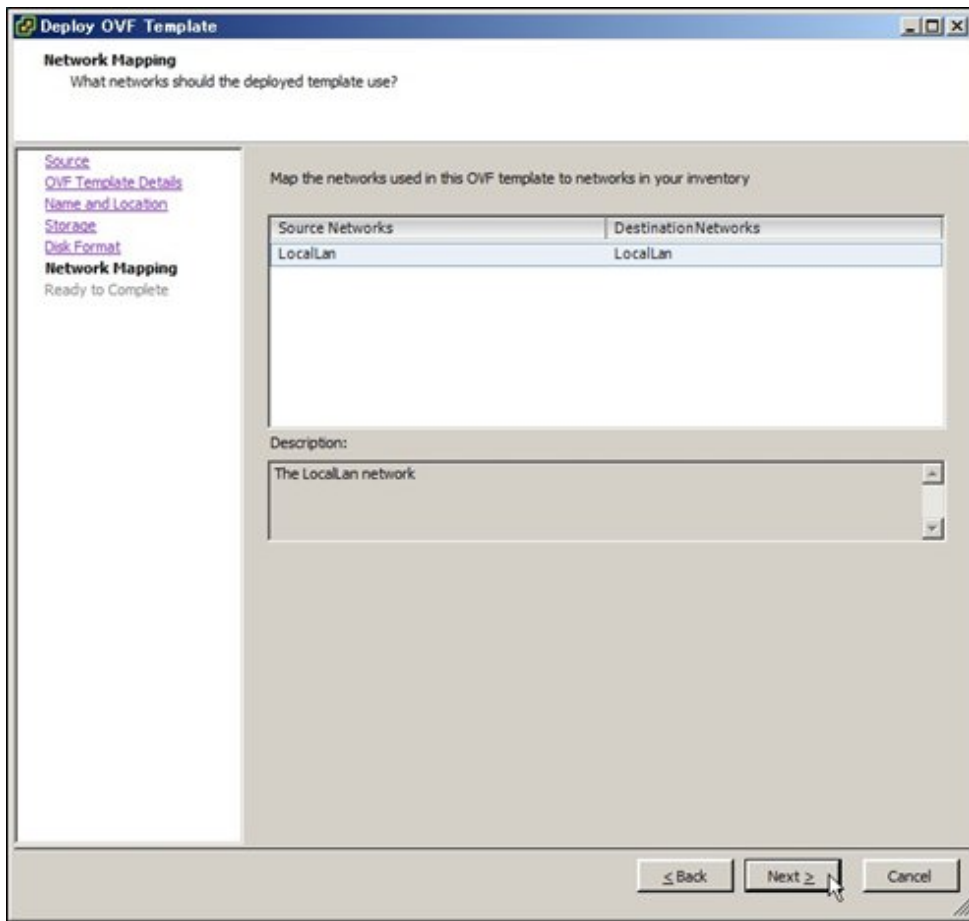 Deploy OVF Template
Network Mapping
What networks should the deployed template use?
Source
OVF Template Details
Name and Location
Storage
Disk Format
Network Mapping
Ready to Complete
Map the networks used in this OVF template to networks in your inventory
Source Networks DestinationNetworks
LocalLan LocalLan
Description:
The LocalLan network
< Back Next > Cancel